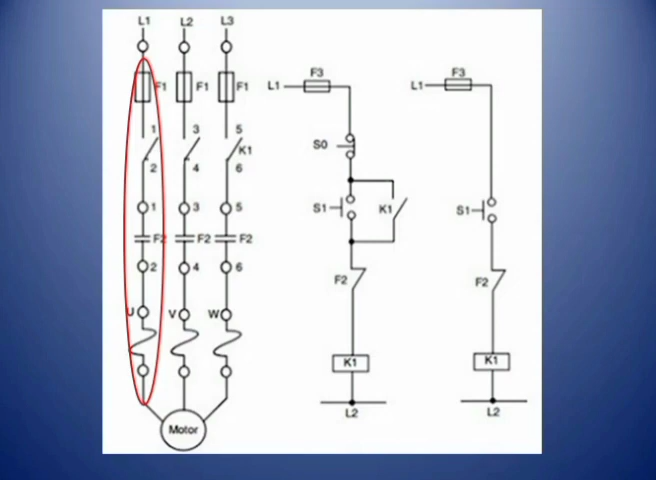 L1 L2 L3
F1 F1 F1
F3 F3
L1 L1
1 3 5
K1
2 4 6
S0
S1 K1 S1
1 3 5
F2 F2 F2
2 4 6
F2 F2
U V W
K1 K1
L2 L2
Motor